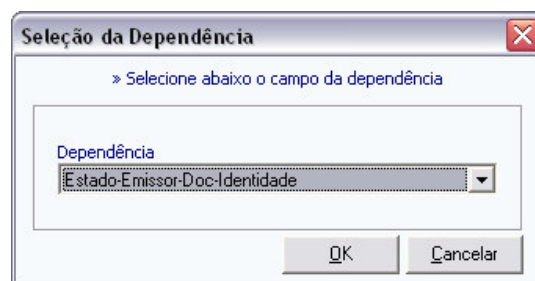 Seleção da Dependência
» Selecione abaixo o campo da dependência
Dependência
Estado-Emissor-Doc-Identidade
OK
Cancelar